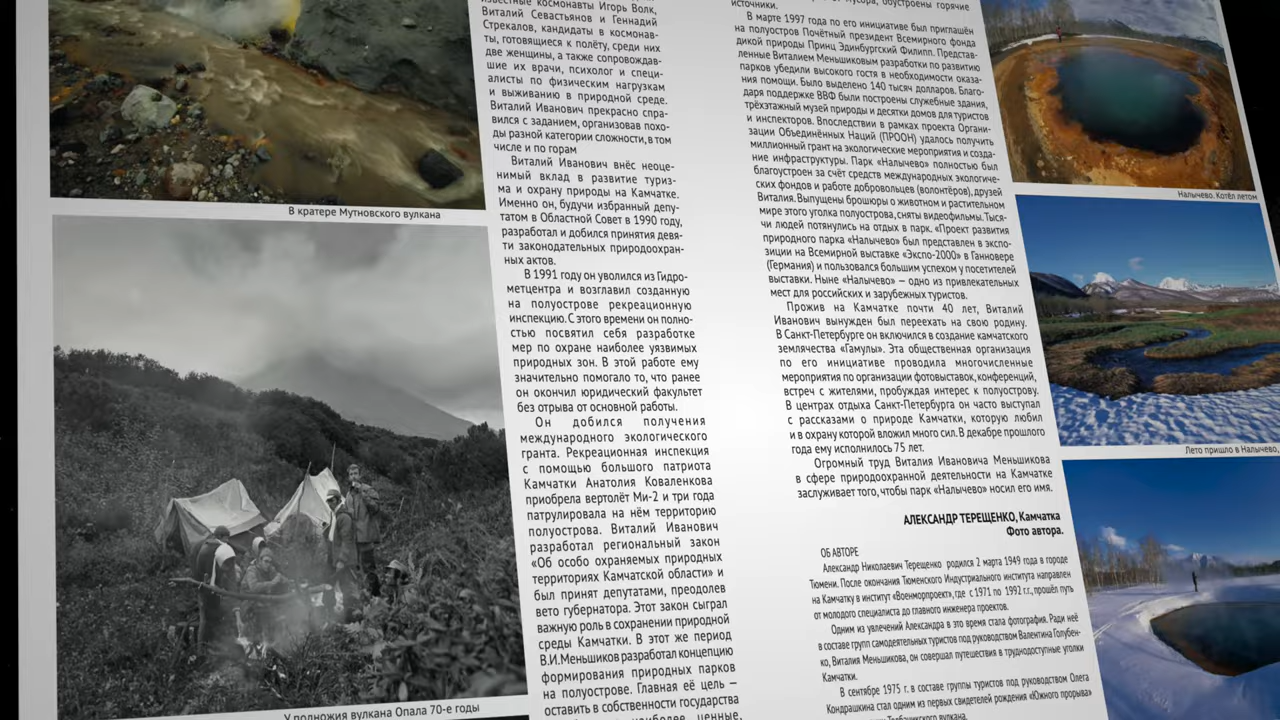 известные космонавты Игорь Волк,
Виталий Севастьянов и Геннадий
Стрекалов, кандидаты в космонав-
ты, готовящиеся к полёту, среди них
две женщины, а также сопровождав-
шие их врачи, психолог и специ-
алисты по физическим нагрузкам
и выживанию в природной среде.
Виталий Иванович прекрасно спра-
вился с заданием, организовав похо-
ды разной категории сложности, в том
числе и по горам
Виталий Иванович внёс неоце-
нимый вклад в развитие туриз-
ма и охрану природы на Камчатке.
Именно он, будучи избранный депу-
татом в Областной Совет в 1990 году,
разработал и добился принятия девя-
ти законодательных природоохран-
ных актов.
В 1991 году он уволился из Гидро-
метцентра и возглавил созданную
на полуострове рекреационную
инспекцию. С этого времени он полно-
стью посвятил себя разработке
мер по охране наиболее уязвимых
природных зон. В этой работе ему
значительно помогало то, что ранее
он окончил юридический факультет
без отрыва от основной работы.
Он добился получения
международного экологического
гранта. Рекреационная инспекция
с помощью большого патриота
Камчатки Анатолия Коваленкова
приобрела вертолёт Ми-2 и три года
патрулировала на нём территорию
полуострова. Виталий Иванович
разработал региональный закон
«Об особо охраняемых природных
территориях Камчатской области» и
был принят депутатами, преодолев
вето губернатора. Этот закон сыграл
важную роль в сохранении природной
среды Камчатки. В этот же период
В.И.Меньшиков разработал концепцию
формирования природных парков
на полуострове. Главная её цель —
оставить в собственности государства
наиболее ценные,
В кратере Мутновского вулкана
У подножия вулкана Опала 70-е годы
мусора, обустроены горячие
источники.
В марте 1997 года по его инициативе был приглашён
на полуостров Почётный президент Всемирного фонда
дикой природы Принц Эдинбургский Филипп. Представ-
ленные Виталием Меньшиковым разработки по развитию
парков убедили высокого гостя в необходимости оказа-
ния помощи. Было выделено 140 тысяч долларов. Благо-
даря поддержке ВВФ были построены служебные здания,
трёхэтажный музей природы и десятки домов для туристов
и инспекторов. Впоследствии в рамках проекта Органи-
зации Объединённых Наций (ПРООН) удалось получить
миллионный грант на экологические мероприятия и созда-
ние инфраструктуры. Парк «Налычево» полностью был
благоустроен за счёт средств международных экологиче-
ских фондов и работе добровольцев (волонтёров), друзей
Виталия. Выпущены брошюры о животном и растительном
мире этого уголка полуострова, сняты видеофильмы. Тыся-
чи людей потянулись на отдых в парк. «Проект развития
природного парка «Налычево» был представлен в экспо-
зиции на Всемирной выставке «Экспо-2000» в Ганновере
(Германия) и пользовался большим успехом у посетителей
выставки. Ныне «Налычево» — одно из привлекательных
мест для российских и зарубежных туристов.
Прожив на Камчатке почти 40 лет, Виталий
Иванович вынужден был переехать на свою родину.
В Санкт-Петербурге он включился в создание камчатского
землячества «Гамулы». Эта общественная организация
по его инициативе проводила многочисленные
мероприятия по организации фотовыставок, конференций,
встреч с жителями, пробуждая интерес к полуострову.
В центрах отдыха Санкт-Петербурга он часто выступал
с рассказами о природе Камчатки, которую любил
и в охрану которой вложил много сил. В декабре прошлого
года ему исполнилось 75 лет.
Огромный труд Виталия Ивановича Меньшикова
в сфере природоохранной деятельности на Камчатке
заслуживает того, чтобы парк «Налычево» носил его имя.
АЛЕКСАНДР ТЕРЕЩЕНКО, Камчатка
Фото автора.
ОБ АВТОРЕ
Александр Николаевич Терещенко родился 2 марта 1949 года в городе
Тюмени. После окончания Тюменского Индустриального института направлен
на Камчатку в институт «Военморпроект», где с 1971 по 1992 г.г., прошёл путь
от молодого специалиста до главного инженера проектов.
Одним из увлечений Александра в это время стала фотография. Ради неё
в составе групп самодеятельных туристов под руководством Валентина Голубен-
ко, Виталия Меньшикова, он совершал путешествия в труднодоступные уголки
Камчатки.
В сентябре 1975 г. в составе группы туристов под руководством Олега
Кондрашкина стал одним из первых свидетелей рождения «Южного прорыва»
Толбачинского вулкана.
Налычево. Котёл летом
Лето пришло в Налычево,